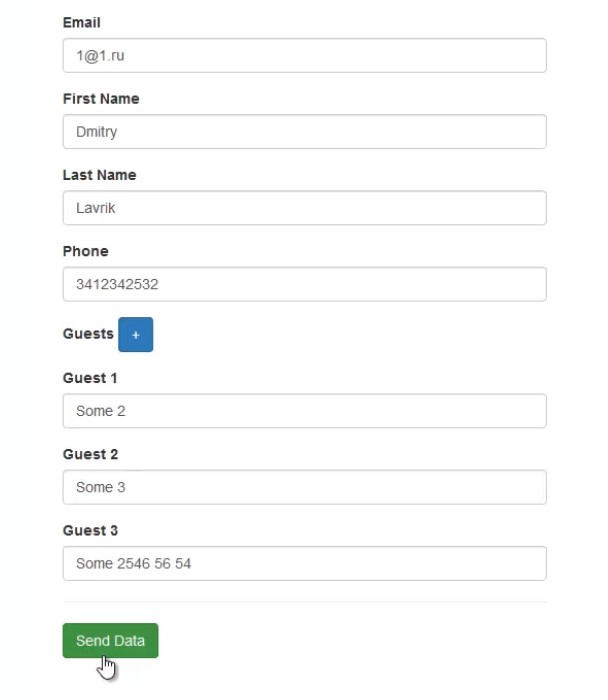 Email
1@1.ru
First Name
Dmitry
Last Name
Lavrik
Phone
3412342532
Guests +
Guest 1
Some 2
Guest 2
Some 3
Guest 3
Some 2546 56 54
Send Data